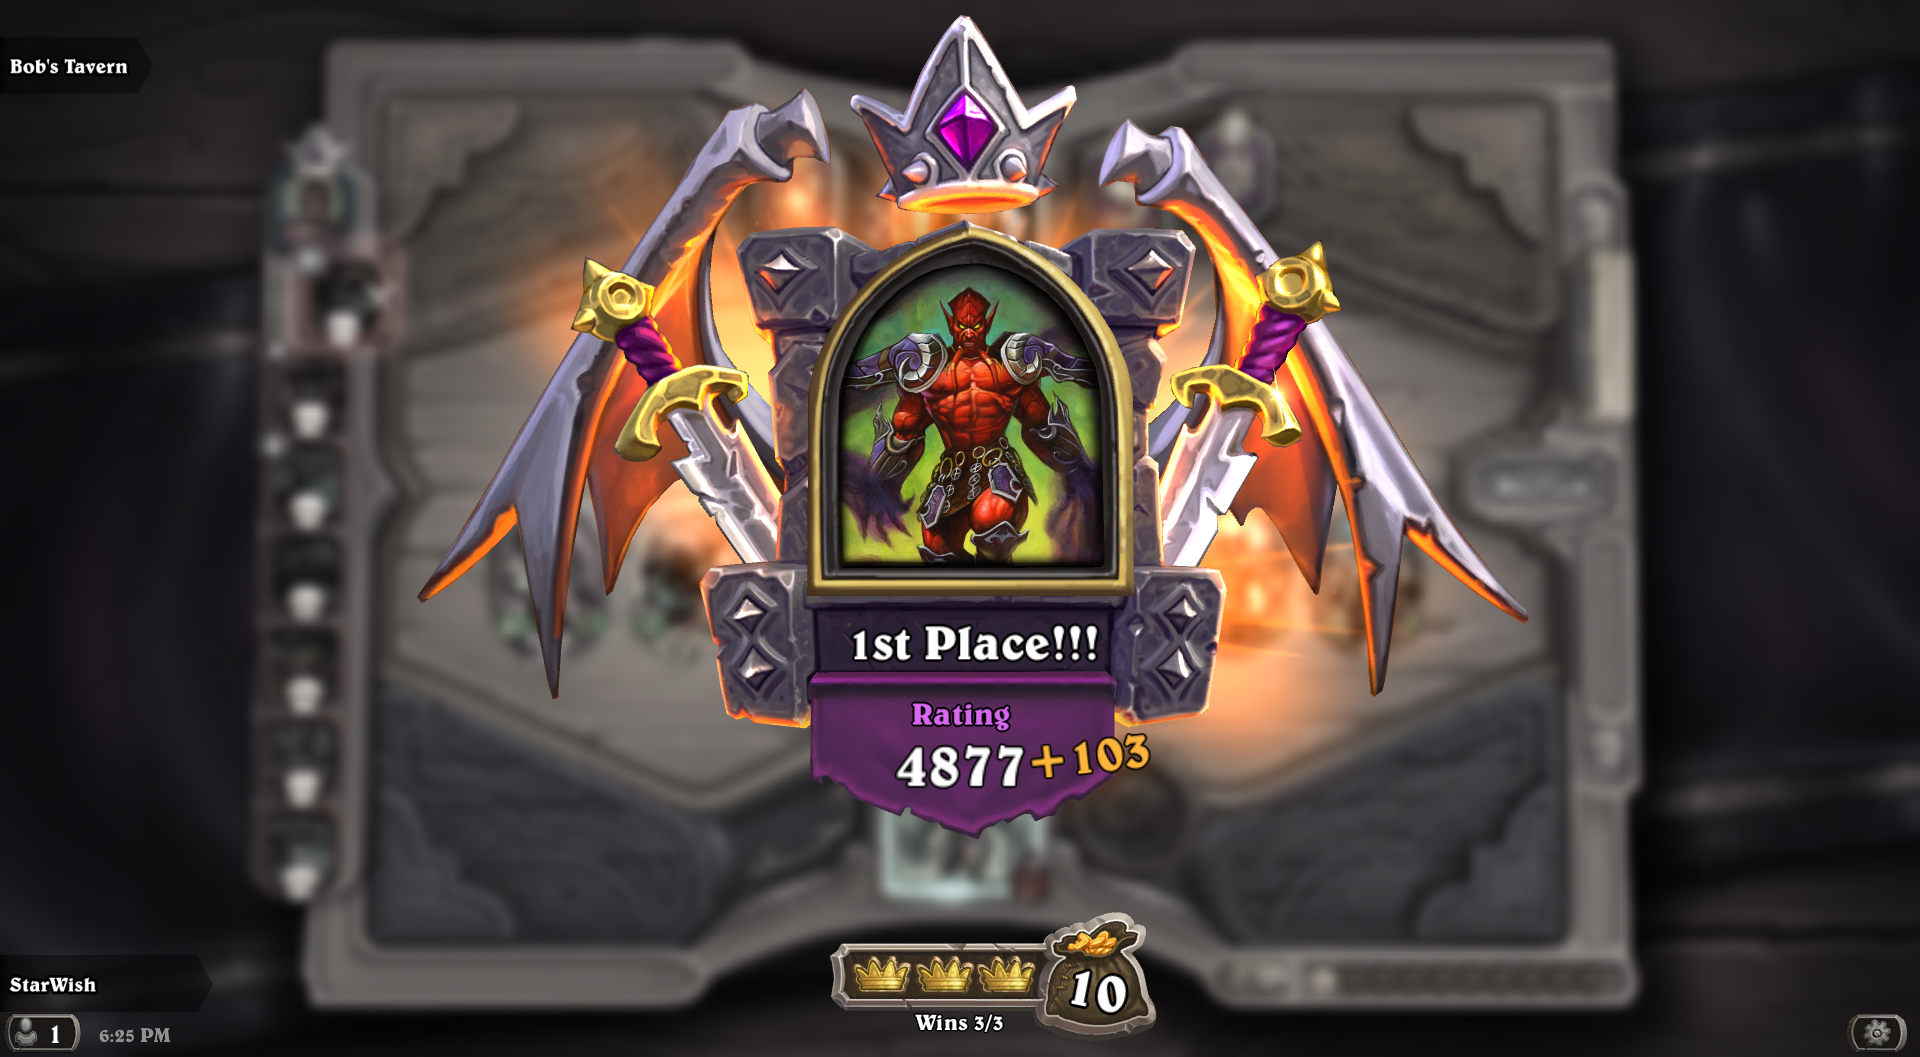 Bob's Tavern
1st Place!!!
Rating
4877 +103
10
Wins 3/3
StarWish
1
6:25 PM